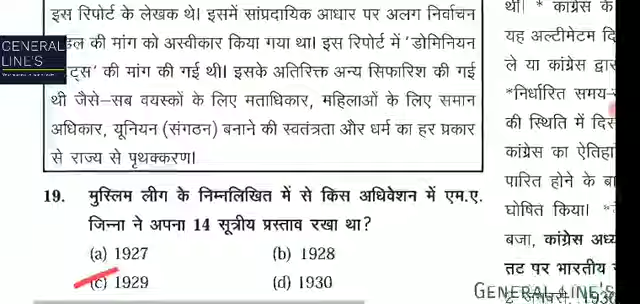 इस रिपोर्ट के लेखक थे। इसमें सांप्रदायिक आधार पर अलग निर्वाचन
की मांग को अस्वीकार किया गया था। इस रिपोर्ट में 'डोमिनियन
की मांग की गई थी। इसके अतिरिक्त अन्य सिफारिश की गई
थी जैसे–सब वयस्कों के लिए मताधिकार, महिलाओं के लिए समान
अधिकार, यूनियन (संगठन) बनाने की स्वतंत्रता और धर्म का हर प्रकार
से राज्य से पृथक्करण।
GENERAL
LINE'S
19. मुस्लिम लीग के निम्नलिखित में से किस अधिवेशन में एम.ए.
जिन्ना ने अपना 14 सूत्रीय प्रस्ताव रखा था?
(a) 1927 (b) 1928
(c) 1929 (d) 1930
थी। * कांग्रेस के
यह अल्टीमेटम
ले या कांग्रेस
*निर्धारित समय
की स्थिति में
कांग्रेस का
पारित होने के
घोषित किया।
बजा, कांग्रेस
तट पर भारतीय
GENERAL LINE'S